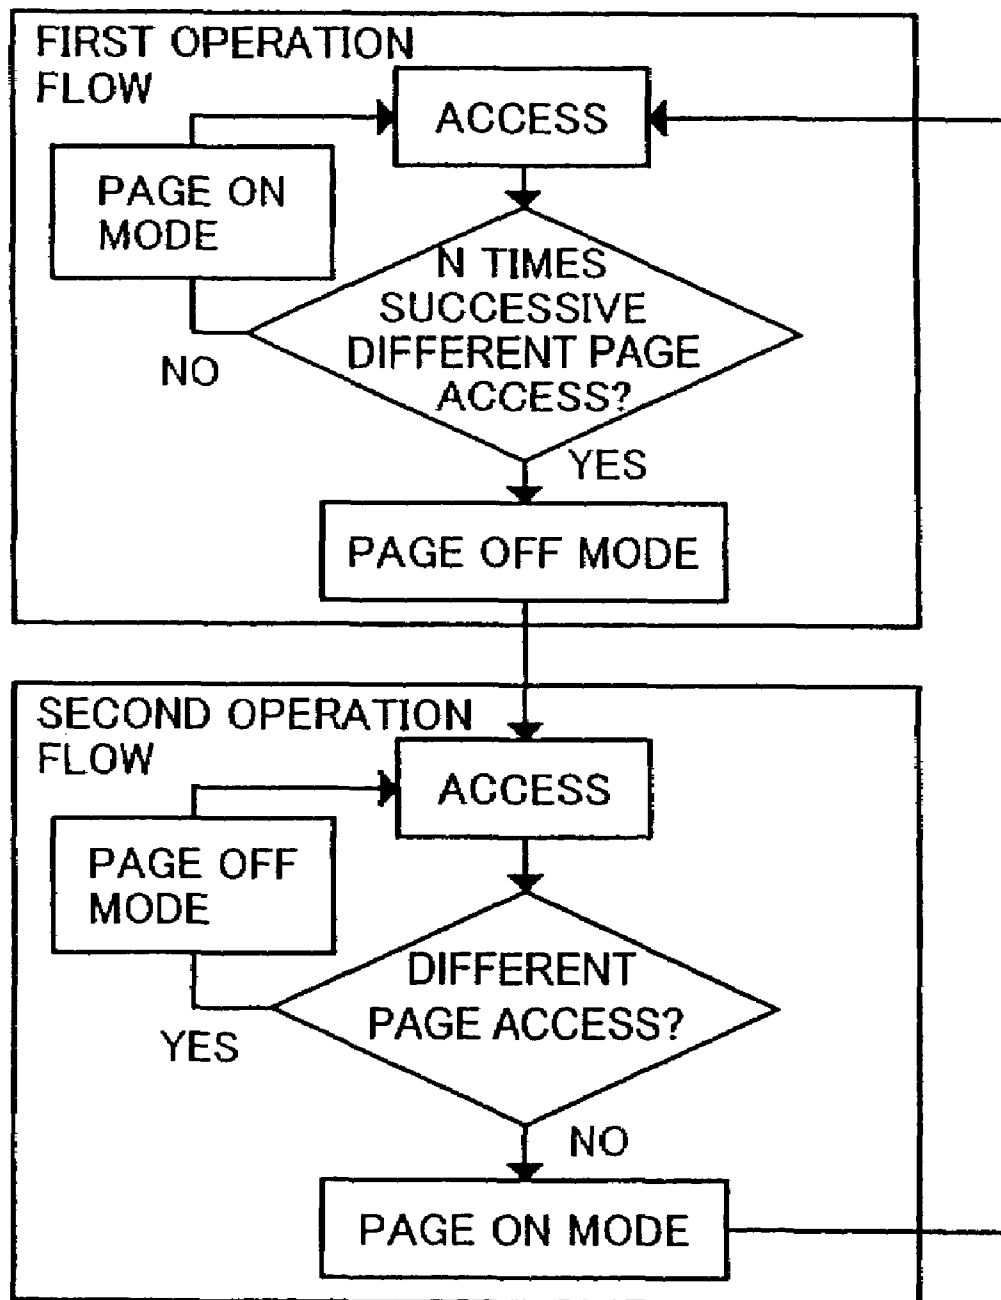 FIRST OPERATION
FLOW
ACCESS
PAGE ON
MODE
N TIMES
SUCCESSIVE
DIFFERENT PAGE
ACCESS?
NO
YES
PAGE OFF MODE
SECOND OPERATION
FLOW
ACCESS
PAGE OFF
MODE
DIFFERENT
PAGE ACCESS?
YES
NO
PAGE ON MODE